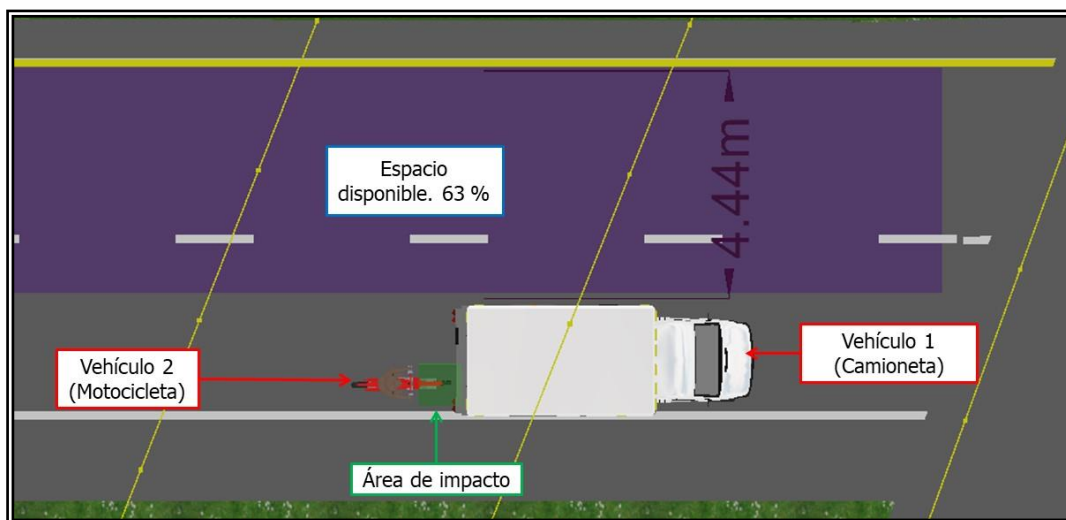 4.44m
Espacio
disponible. 63 %
Vehículo 2
(Motocicleta)
Vehículo 1
(Camioneta)
Área de impacto